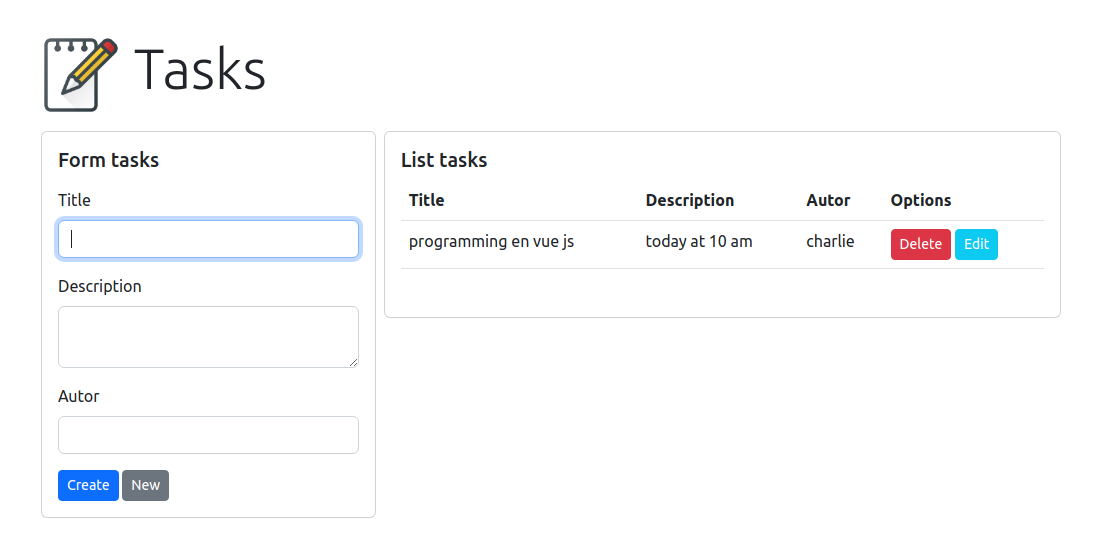 Tasks
Form tasks
Title
Description
Autor
Create New
List tasks
Title Description Autor Options
programming en vue js today at 10 am charlie Delete Edit